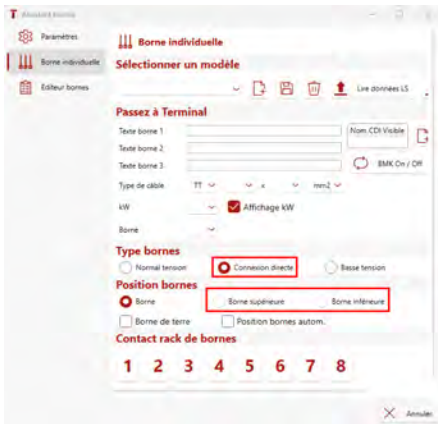 Assistant bornes
Paramètres
Borne individuelle
Borne individuelle
Editeur bornes
Sélectionner un modèle
Lire données LS
Passez à Terminal
Texte borne 1
Nom.CDI Visible
Texte borne 2
Texte borne 3
BMK On / Off
Type de câble TT x mm2
kW Affichage kW
Borne
Type bornes
Normal tension Connexion directe Basse tension
Position bornes
Borne Borne supérieure Borne inférieure
Borne de terre Position bornes autom.
Contact rack de bornes
1 2 3 4 5 6 7 8
Annuler